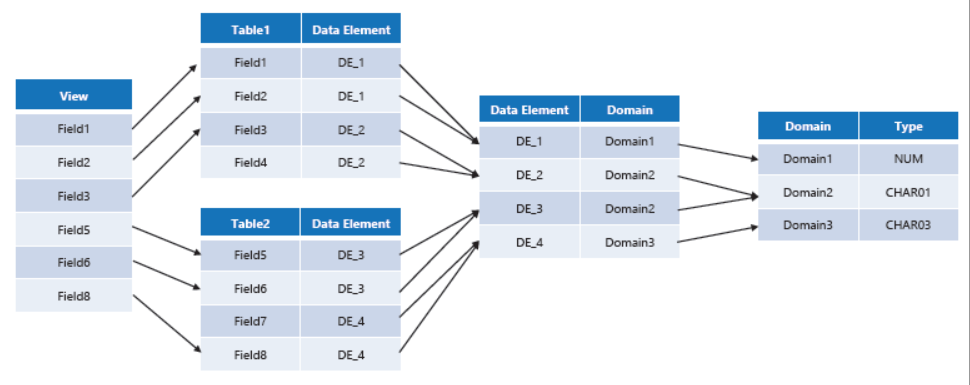 View
Field1
Field2
Field3
Field5
Field6
Field8
Table1 Data Element
Field1 DE_1
Field2 DE_1
Field3 DE_2
Field4 DE_2
Table2 Data Element
Field5 DE_3
Field6 DE_3
Field7 DE_4
Field8 DE_4
Data Element Domain
DE_1 Domain1
DE_2 Domain2
DE_3 Domain2
DE_4 Domain3
Domain Type
Domain1 NUM
Domain2 CHAR01
Domain3 CHAR03